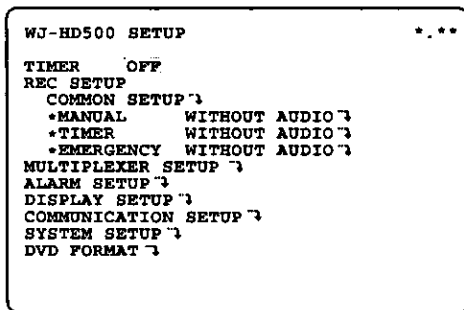 WJ-HD500 SETUP *.**
TIMER OFF
REC SETUP
COMMON SETUP↴
*MANUAL WITHOUT AUDIO↴
*TIMER WITHOUT AUDIO↴
*EMERGENCY WITHOUT AUDIO↴
MULTIPLEXER SETUP ↴
ALARM SETUP↴
DISPLAY SETUP↴
COMMUNICATION SETUP↴
SYSTEM SETUP↴
DVD FORMAT ↴